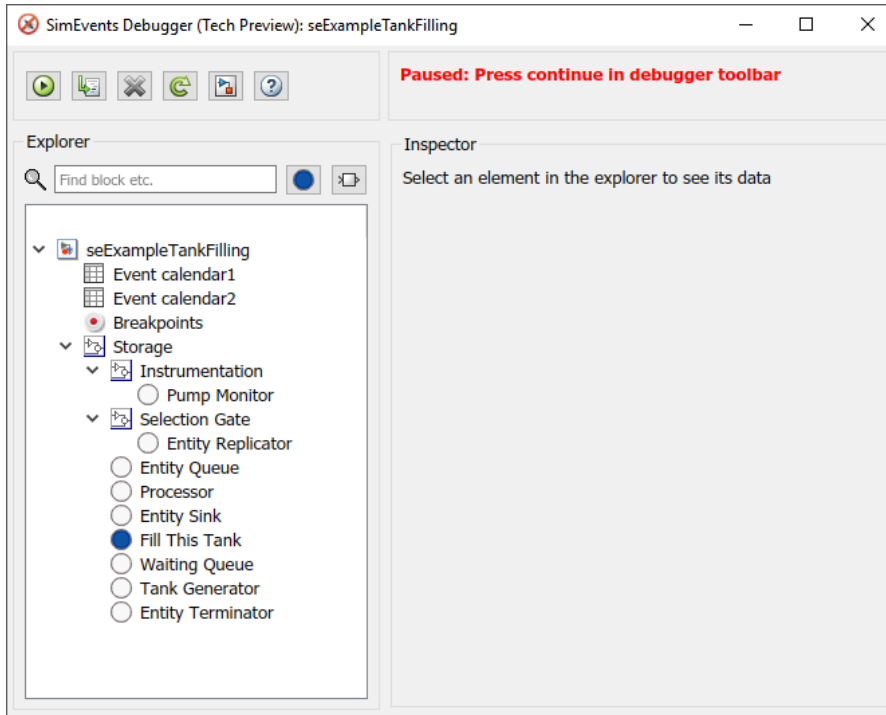 SimEvents Debugger (Tech Preview): seExampleTankFilling
Paused: Press continue in debugger toolbar
Explorer
Find block etc.
seExampleTankFilling
Event calendar1
Event calendar2
Breakpoints
Storage
Instrumentation
Pump Monitor
Selection Gate
Entity Replicator
Entity Queue
Processor
Entity Sink
Fill This Tank
Waiting Queue
Tank Generator
Entity Terminator
Inspector
Select an element in the explorer to see its data